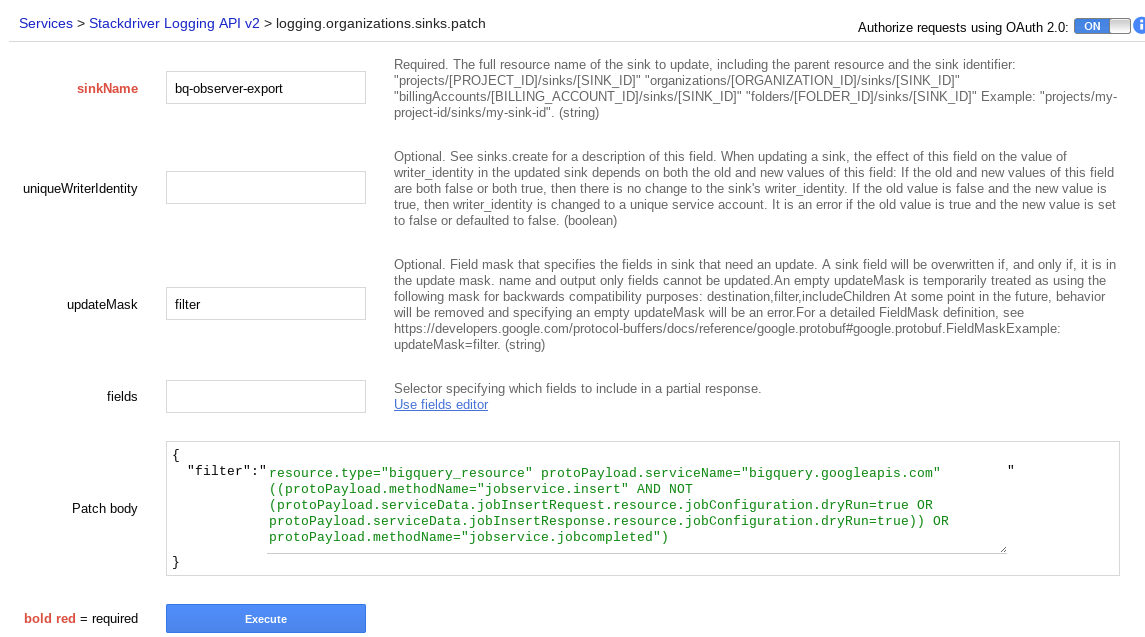 Services > Stackdriver Logging API v2 > logging.organizations.sinks.patch
Authorize requests using OAuth 2.0: ON
sinkName
bq-observer-export
Required. The full resource name of the sink to update, including the parent resource and the sink identifier:
"projects/[PROJECT_ID]/sinks/[SINK_ID]" "organizations/[ORGANIZATION_ID]/sinks/[SINK_ID]"
"billingAccounts/[BILLING_ACCOUNT_ID]/sinks/[SINK_ID]" "folders/[FOLDER_ID]/sinks/[SINK_ID]" Example: "projects/my-
project-id/sinks/my-sink-id". (string)
uniqueWriterIdentity
Optional. See sinks.create for a description of this field. When updating a sink, the effect of this field on the value of
writer_identity in the updated sink depends on both the old and new values of this field: If the old and new values of this field
are both false or both true, then there is no change to the sink's writer_identity. If the old value is false and the new value is
true, then writer_identity is changed to a unique service account. It is an error if the old value is true and the new value is set
to false or defaulted to false. (boolean)
updateMask
filter
Optional. Field mask that specifies the fields in sink that need an update. A sink field will be overwritten if, and only if, it is in
the update mask. name and output only fields cannot be updated.An empty updateMask is temporarily treated as using the
following mask for backwards compatibility purposes: destination,filter,includeChildren At some point in the future, behavior
will be removed and specifying an empty updateMask will be an error.For a detailed FieldMask definition, see
https://developers.google.com/protocol-buffers/docs/reference/google.protobuf#google.protobuf.FieldMaskExample:
updateMask=filter. (string)
fields
Selector specifying which fields to include in a partial response.
Use fields editor
Patch body
{
"filter":"resource.type="bigquery_resource" protoPayload.serviceName="bigquery.googleapis.com" "
((protoPayload.methodName="jobservice.insert" AND NOT
(protoPayload.serviceData.jobInsertRequest.resource.jobConfiguration.dryRun=true OR
protoPayload.serviceData.jobInsertResponse.resource.jobConfiguration.dryRun=true)) OR
protoPayload.methodName="jobservice.jobcompleted")
}
bold red = required
Execute